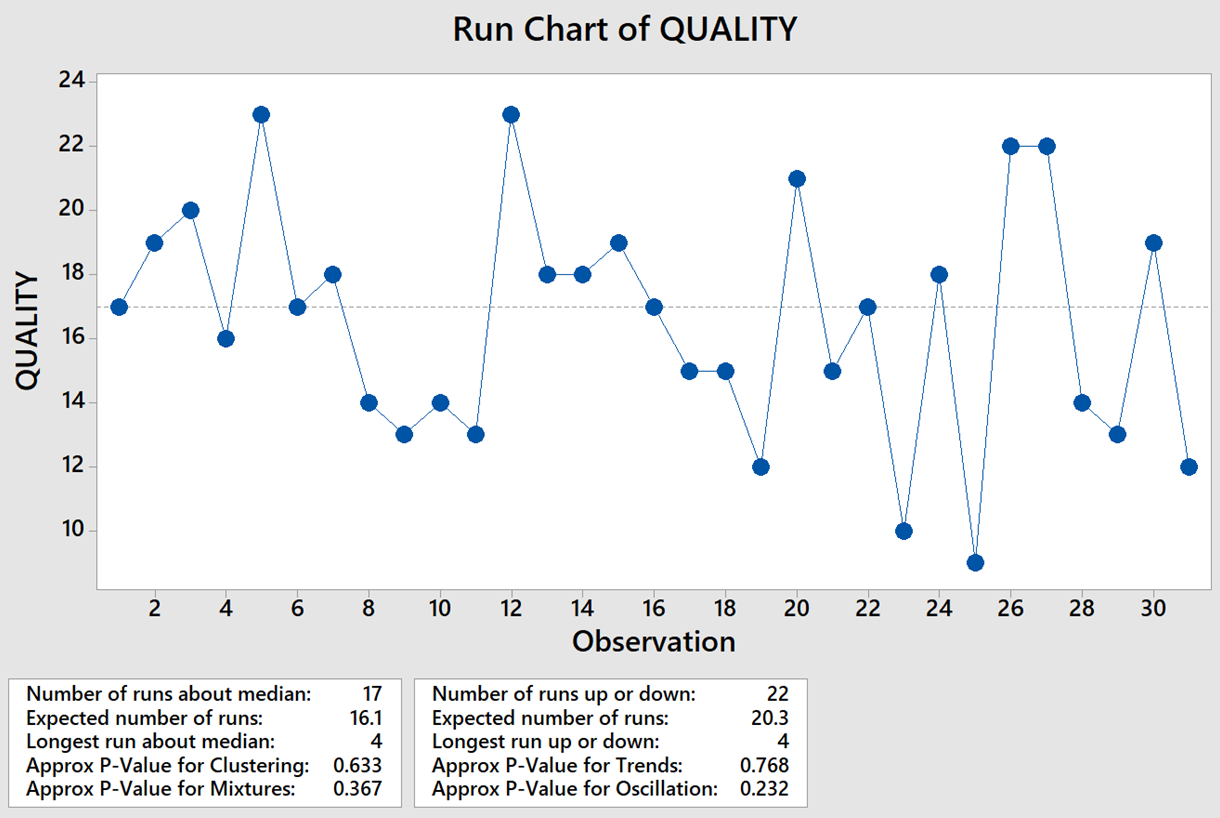 Run Chart of QUALITY
24
22
20
18
16
14
12
10
QUALITY
2 4 6 8 10 12 14 16 18 20 22 24 26 28 30
Observation
Number of runs about median: 17
Expected number of runs: 16.1
Longest run about median: 4
Approx P-Value for Clustering: 0.633
Approx P-Value for Mixtures: 0.367
Number of runs up or down: 22
Expected number of runs: 20.3
Longest run up or down: 4
Approx P-Value for Trends: 0.768
Approx P-Value for Oscillation: 0.232